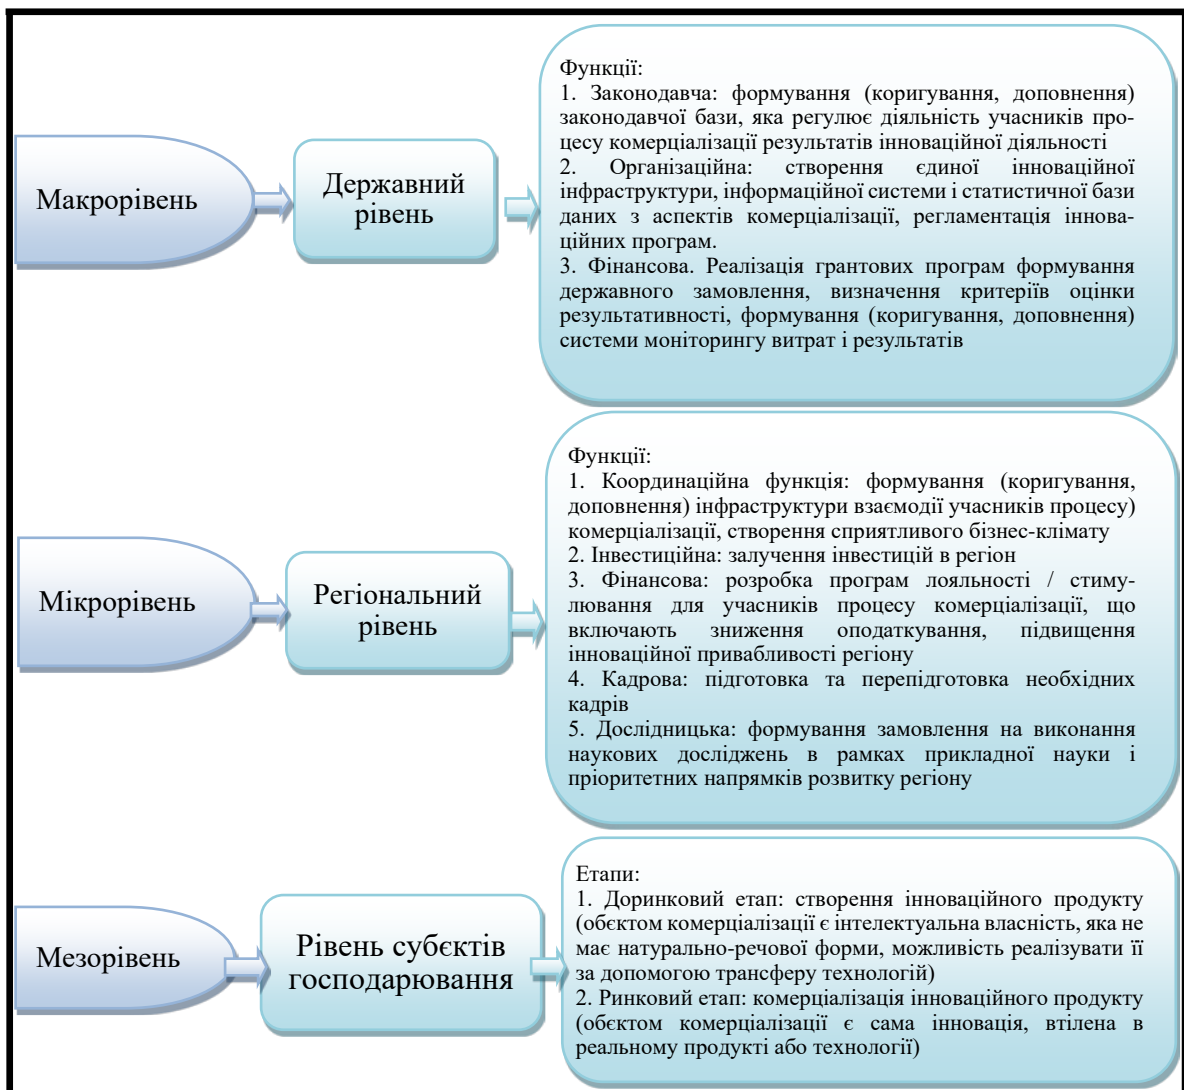 Макрорівень
Державний
рівень
Функції:
1. Законодавча: формування (коригування, доповнення)
законодавчої бази, яка регулює діяльність учасників про-
цесу комерціалізації результатів інноваційної діяльності
2. Організаційна: створення єдиної інноваційної
інфраструктури, інформаційної системи і статистичної бази
даних з аспектів комерціалізації, регламентація іннова-
ційних програм.
3. Фінансова. Реалізація грантових програм формування
державного замовлення, визначення критеріїв оцінки
результативності, формування (коригування, доповнення)
системи моніторингу витрат і результатів
Мікрорівень
Регіональний
рівень
Функції:
1. Координаційна функція: формування (коригування,
доповнення) інфраструктури взаємодії учасників процесу)
комерціалізації, створення сприятливого бізнес-клімату
2. Інвестиційна: залучення інвестицій в регіон
3. Фінансова: розробка програм лояльності / стиму-
лювання для учасників процесу комерціалізації, що
включають зниження оподаткування, підвищення
інноваційної привабливості регіону
4. Кадрова: підготовка та перепідготовка необхідних
кадрів
5. Дослідницька: формування замовлення на виконання
наукових досліджень в рамках прикладної науки і
пріоритетних напрямків розвитку регіону
Мезорівень
Рівень субєктів
господарювання
Етапи:
1. Доринковий етап: створення інноваційного продукту
(обєктом комерціалізації є інтелектуальна власність, яка не
має натурально-речової форми, можливість реалізувати її
за допомогою трансферу технологій)
2. Ринковий етап: комерціалізація інноваційного продукту
(обєктом комерціалізації є сама інновація, втілена в
реальному продукті або технології)